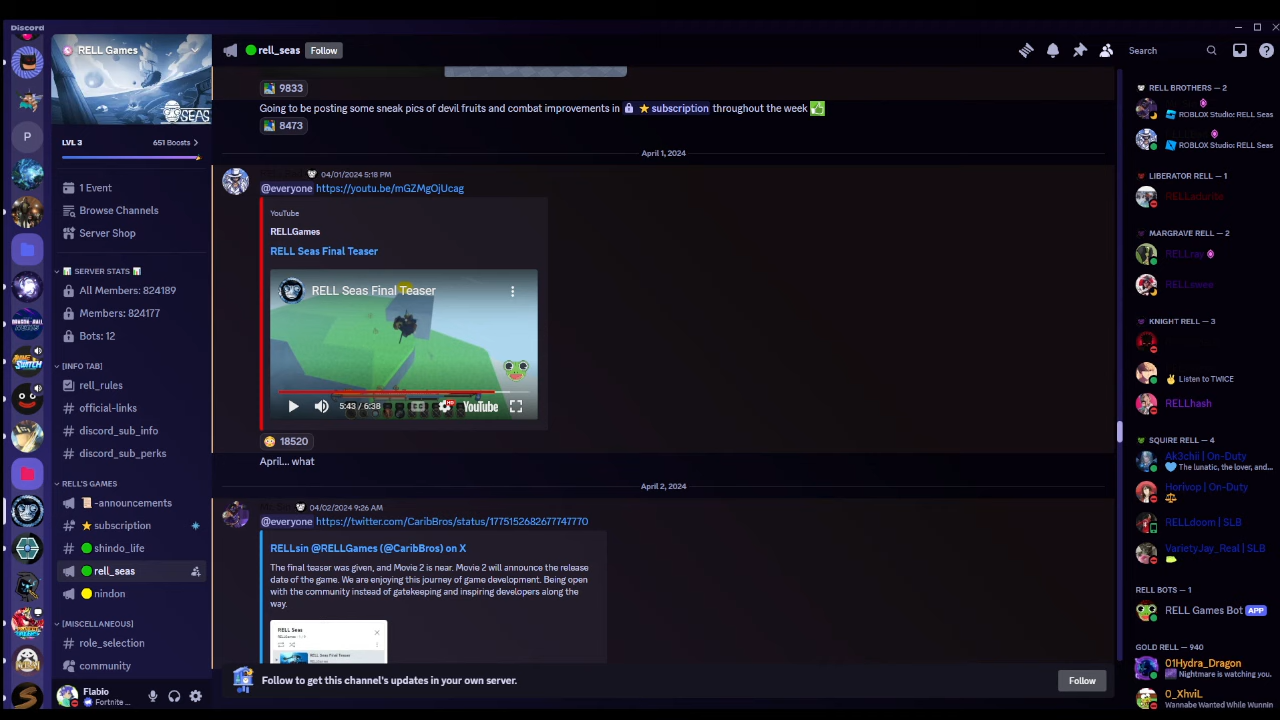 Discord
RELL Games
SEAS
LVL 3
651 Boosts
1 Event
Browse Channels
Server Shop
📊 SERVER STATS 📊
All Members: 824189
Members: 824177
Bots: 12
[INFO TAB]
rell_rules
official-links
discord_sub_info
discord_sub_perks
RELL'S GAMES
-announcements
subscription
shindo_life
rell_seas
nindon
[MISCELLANEOUS]
role_selection
community
Flabio
Fortnite ...
P
rell_seas
Follow
Search
9833
Going to be posting some sneak pics of devil fruits and combat improvements in ⭐ subscription throughout the week 👍
8473
April 1, 2024
04/01/2024 5:18 PM
@everyone https://youtu.be/mGZMgOjUcag
YouTube
RELLGames
RELL Seas Final Teaser
RELL Seas Final Teaser
5:43 / 6:38
CC
HD
YouTube
18520
April... what
April 2, 2024
04/02/2024 9:26 AM
@everyone https://twitter.com/CaribBros/status/1775152682677747770
RELLsin @RELLGames (@CaribBros) on X
The final teaser was given, and Movie 2 is near. Movie 2 will announce the release
date of the game. We are enjoying this journey of game development. Being open
with the community instead of gatekeeping and inspiring developers along the
way.
RELL Seas
RELL Seas Final Teaser
Follow to get this channel's updates in your own server.
Follow
RELL BROTHERS — 2
ROBLOX Studio: RELL Seas
ROBLOX Studio: RELL Seas
LIBERATOR RELL — 1
RELLadurite
MARGRAVE RELL — 2
RELLray
RELLswee
KNIGHT RELL — 3
Listen to TWICE
RELLhash
SQUIRE RELL — 4
Ak3chii | On-Duty
The lunatic, the lover, and...
Horivop | On-Duty
RELLdoom | SLB
VarietyJay_Real | SLB
RELL BOTS — 1
RELL Games Bot APP
GOLD RELL — 940
01Hydra_Dragon
Nightmare is watching you.
0_XhviL
Wannabe Wanted While Wunnin